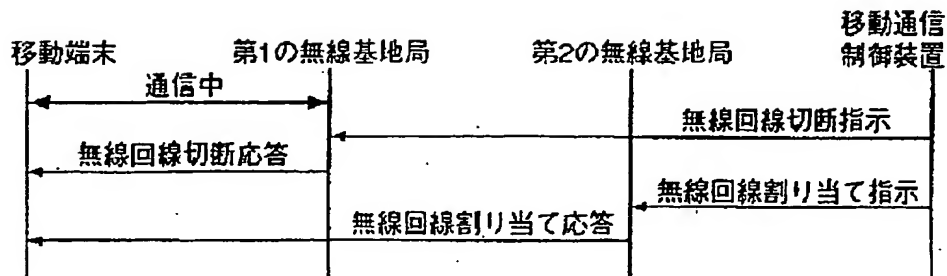 移動端末
第1の無線基地局
第2の無線基地局
移動通信
制御装置
通信中
無線回線切断指示
無線回線切断応答
無線回線割り当て指示
無線回線割り当て応答